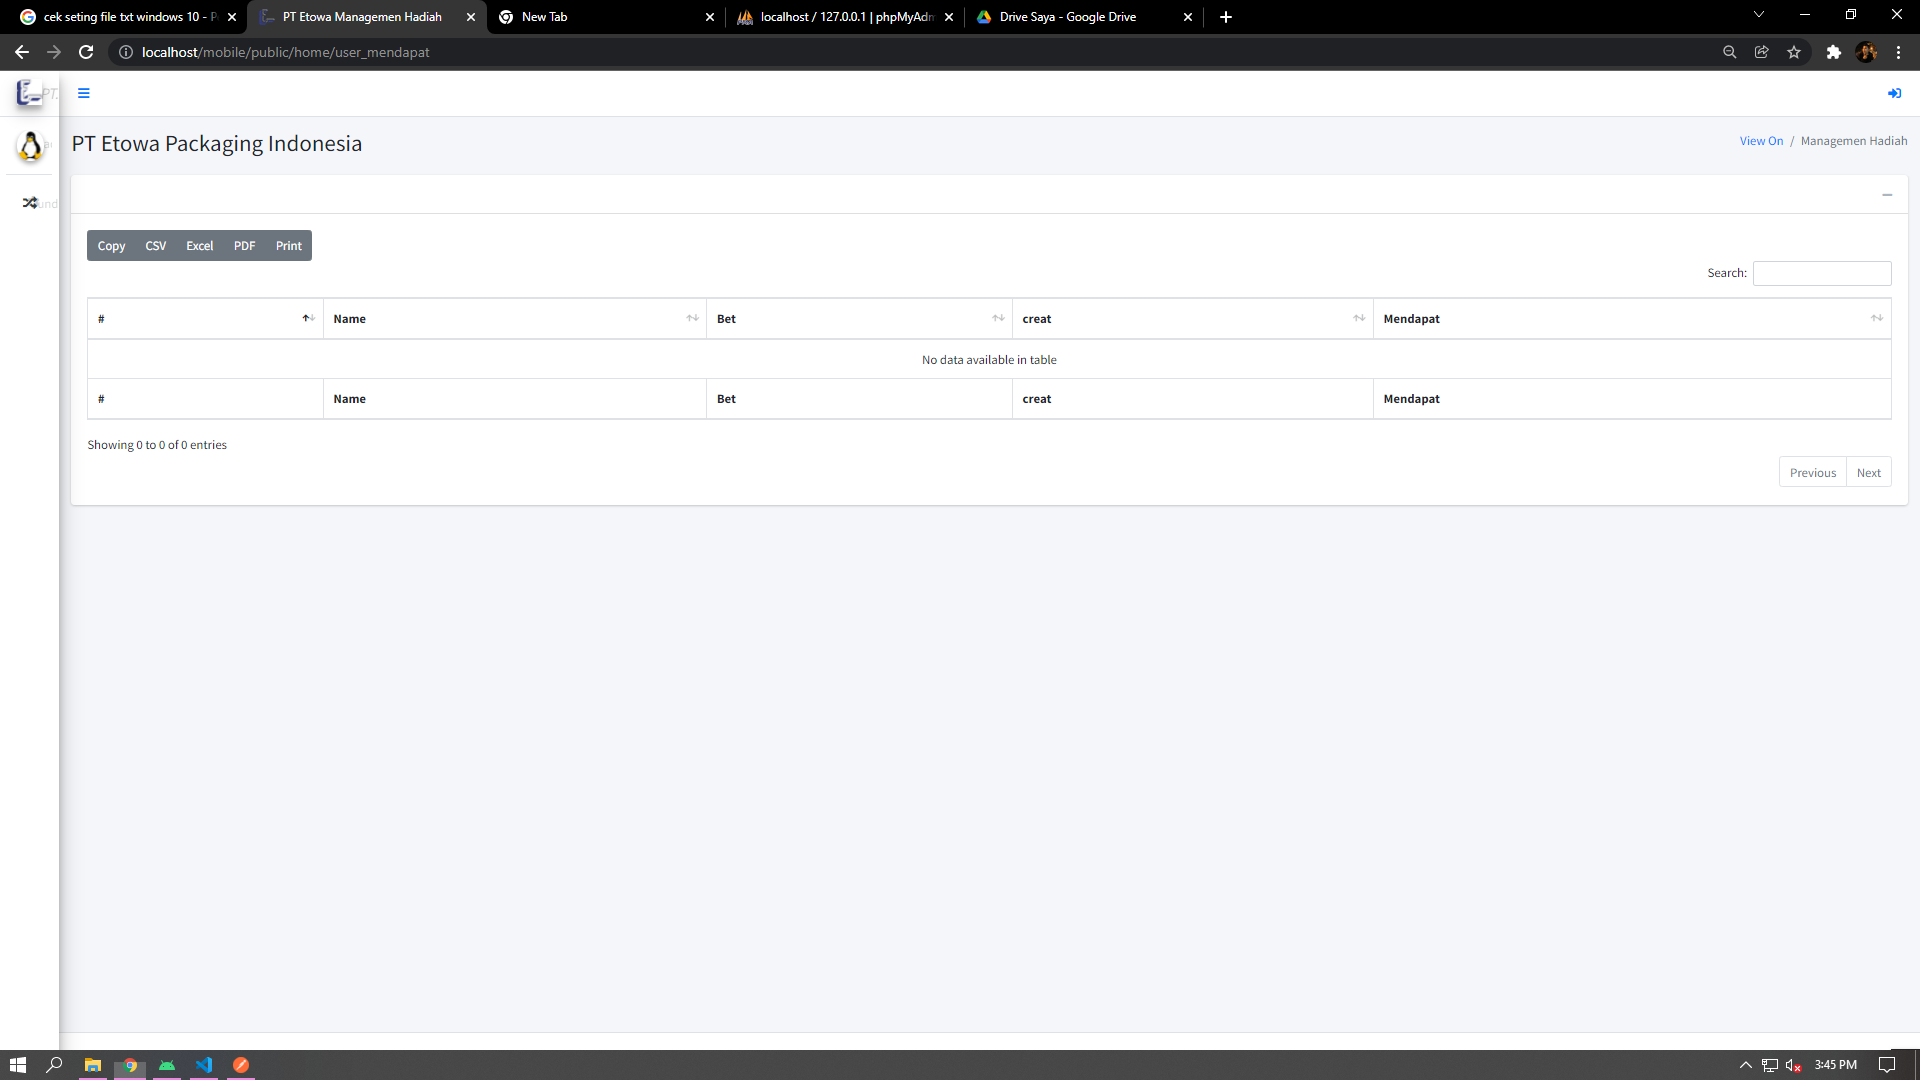 cek seting file txt windows 10 - P
PT Etowa Managemen Hadiah
New Tab
localhost / 127.0.0.1 | phpMyAdm
Drive Saya - Google Drive
localhost/mobile/public/home/user_mendapat
PT.
PT Etowa Packaging Indonesia
View On / Managemen Hadiah
und
Copy CSV Excel PDF Print
Search:
# Name Bet creat Mendapat
No data available in table
# Name Bet creat Mendapat
Showing 0 to 0 of 0 entries
Previous Next
3:45 PM